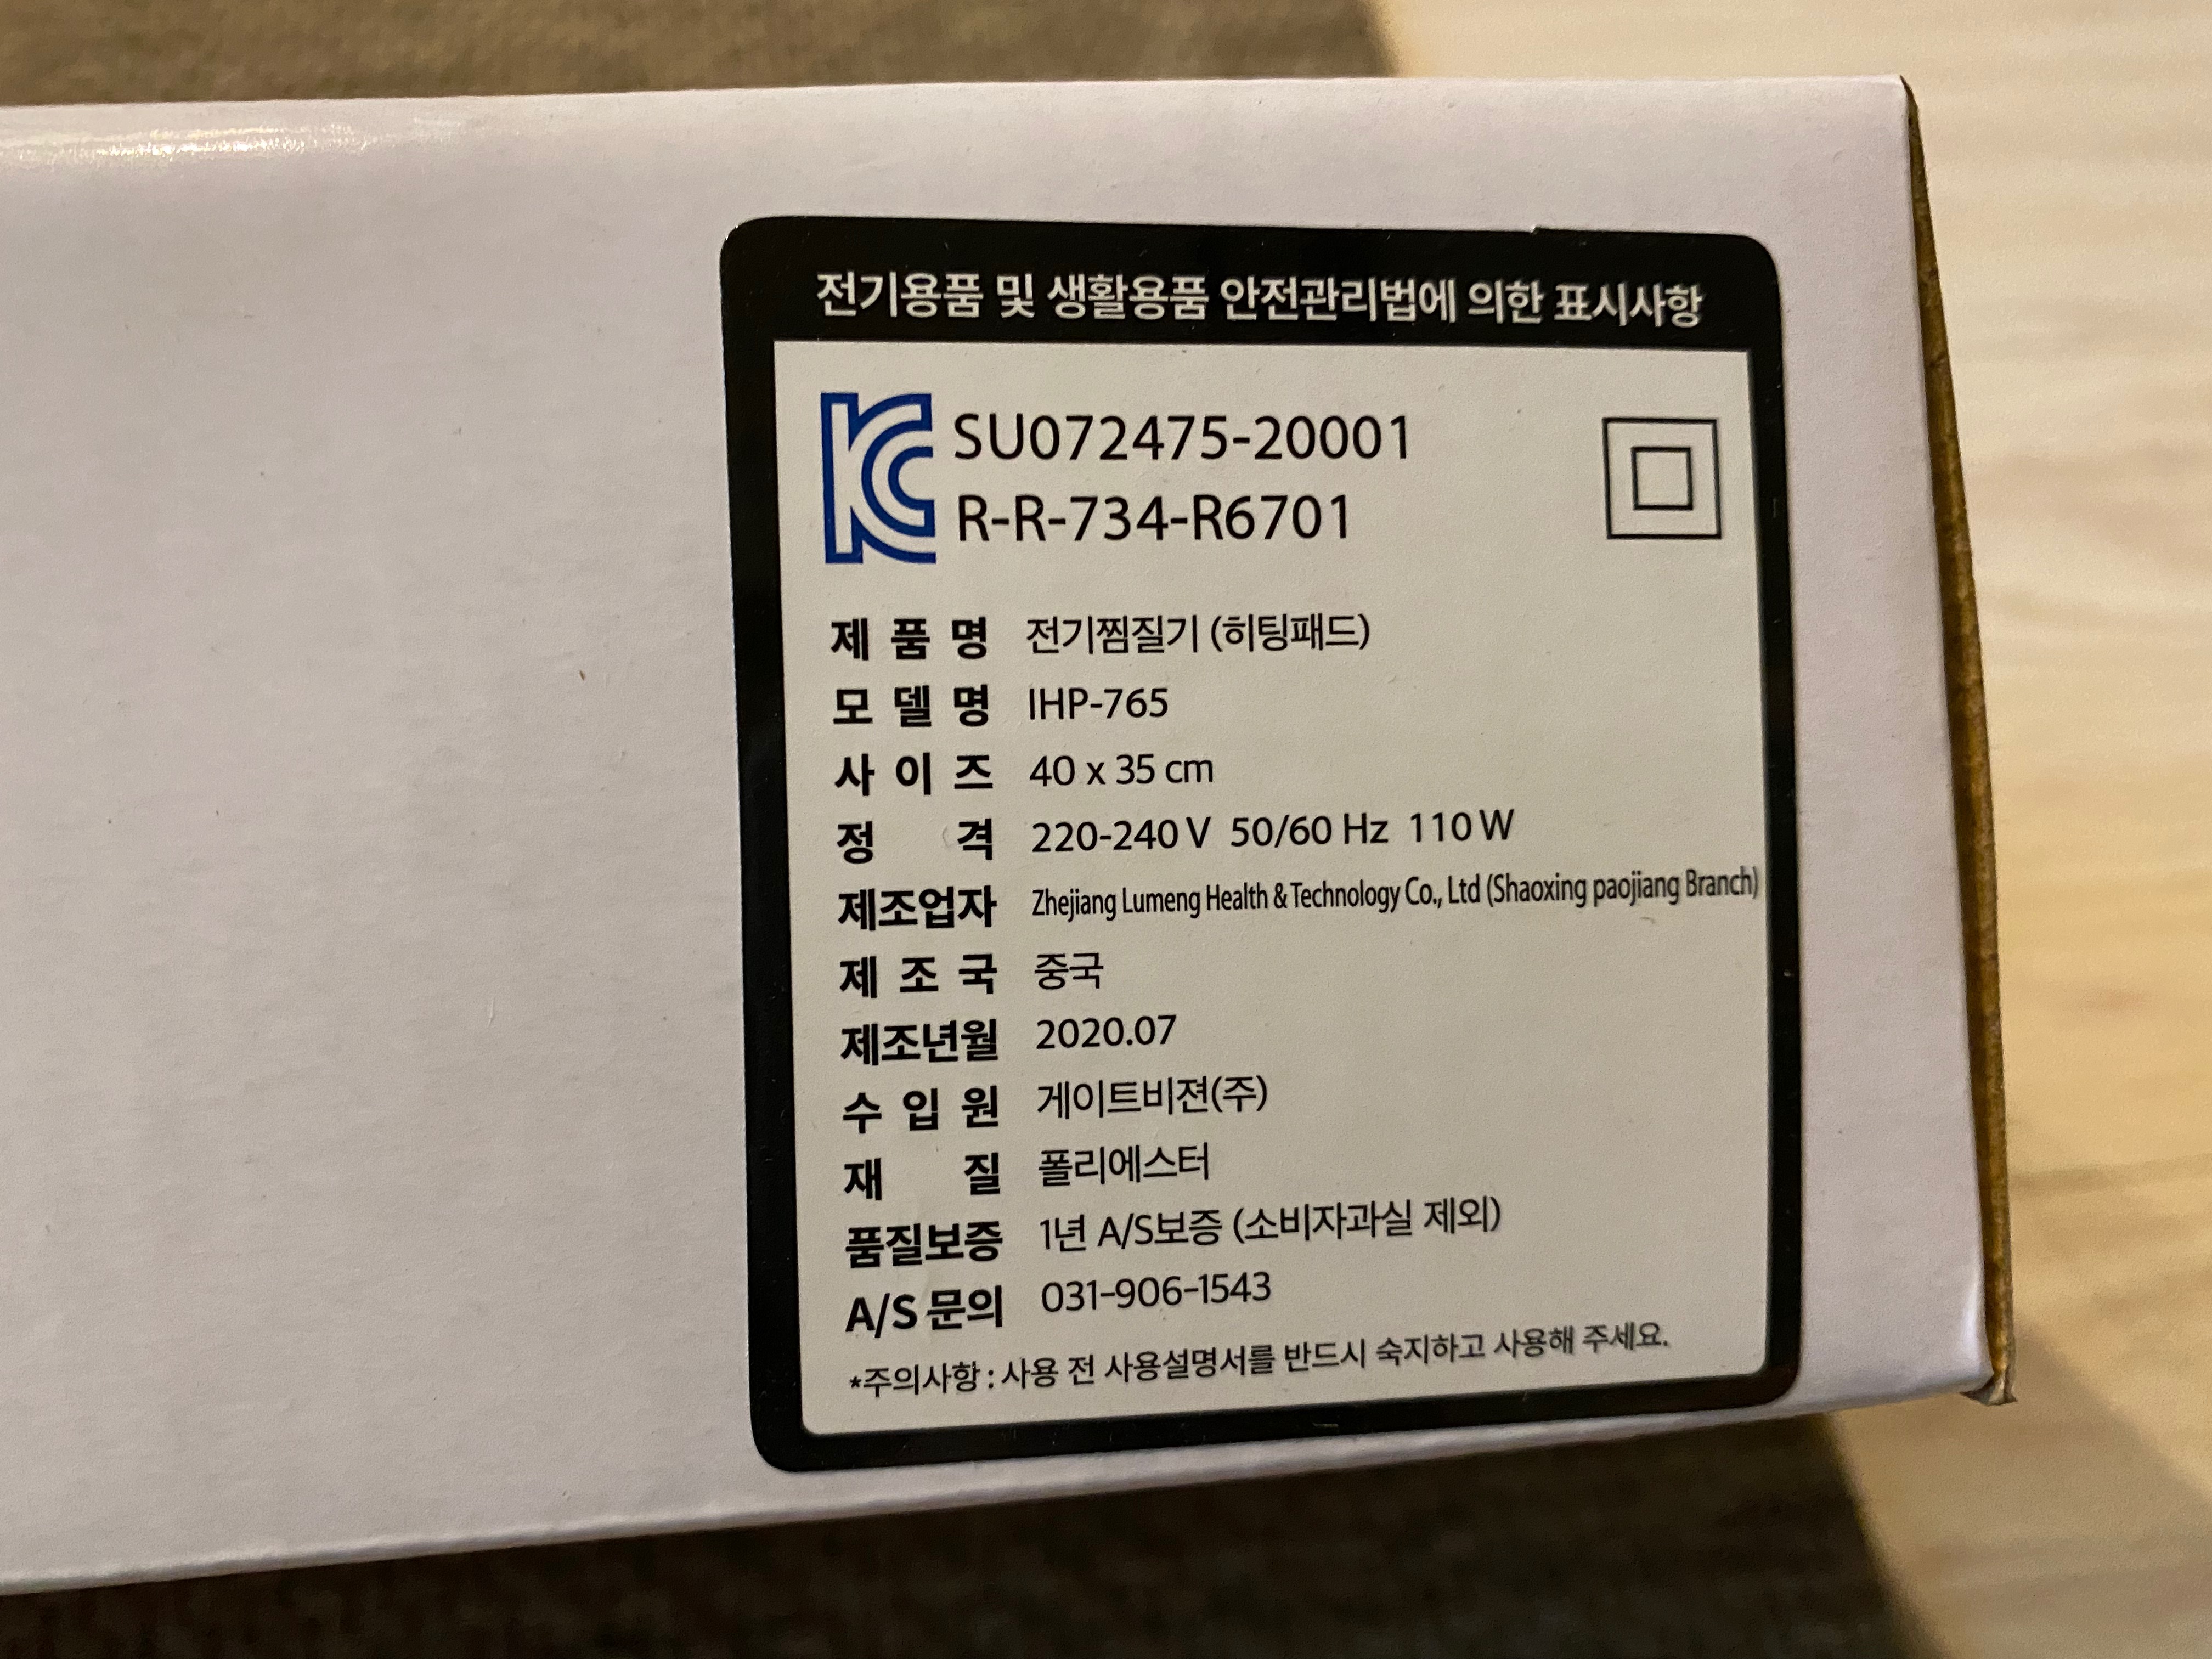 전기용품 및 생활용품 안전관리법에 의한 표시사항
KC SU072475-20001
R-R-734-R6701
제 품 명 전기찜질기 (히팅패드)
모 델 명 IHP-765
사 이 즈 40 x 35 cm
정 격 220-240 V 50/60 Hz 110 W
제조업자 Zhejiang Lumeng Health & Technology Co., Ltd (Shaoxing paojiang Branch)
제 조 국 중국
제조년월 2020.07
수 입 원 게이트비젼(주)
재 질 폴리에스터
품질보증 1년 A/S보증 (소비자과실 제외)
A/S 문의 031-906-1543
*주의사항 : 사용 전 사용설명서를 반드시 숙지하고 사용해 주세요.